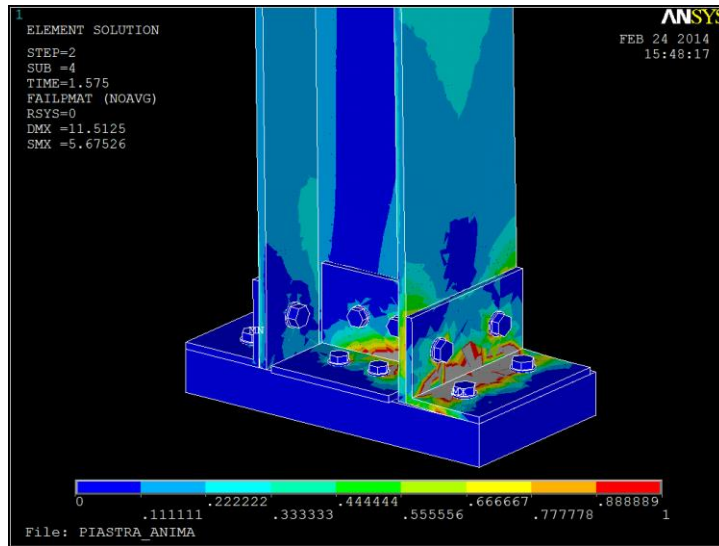 1
ELEMENT SOLUTION
STEP=2
SUB =4
TIME=1.575
FAILPMAT (NOAVG)
RSYS=0
DMX =11.5125
SMX =5.67526
ANSYS
FEB 24 2014
15:48:17
MN
MX
0 .222222 .444444 .666667 .888889
.111111 .333333 .555556 .777778 1
File: PIASTRA_ANIMA